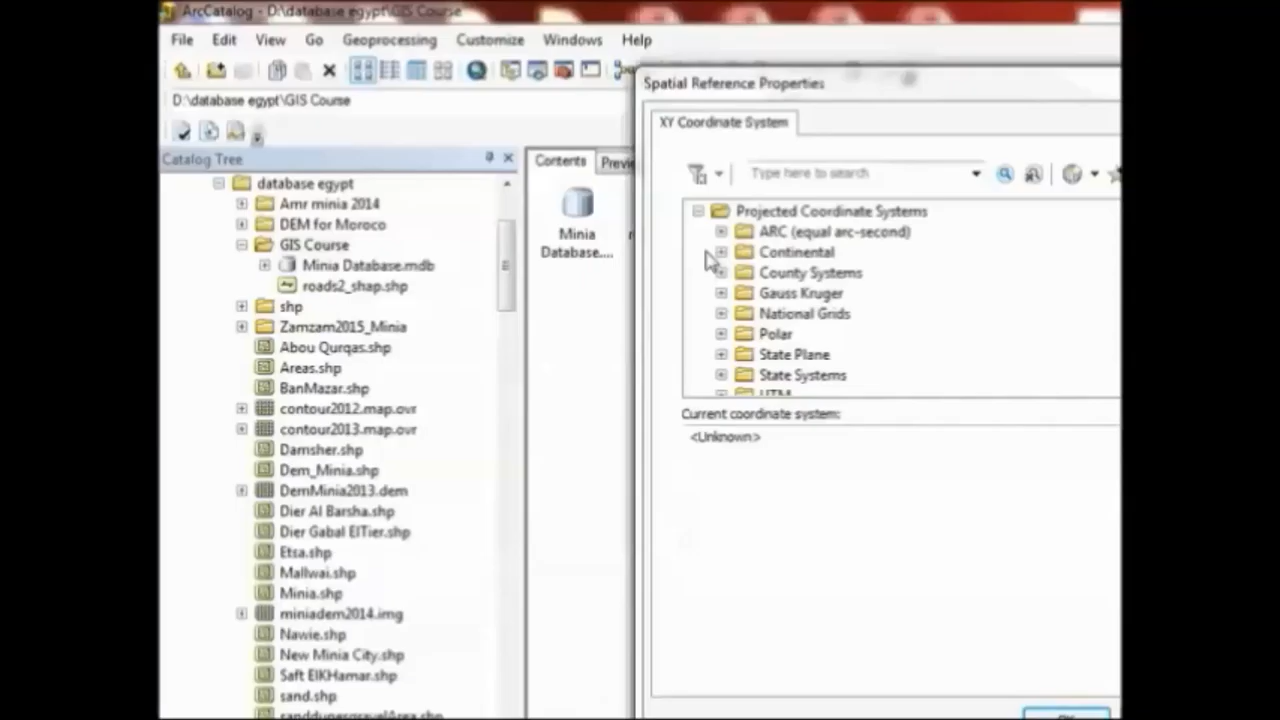 ArcCatalog - D:\database egypt\GIS Course
File Edit View Go Geoprocessing Customize Windows Help
D:\database egypt\GIS Course
Catalog Tree
database egypt
Amr minia 2014
DEM for Moroco
GIS Course
Minia Database.mdb
roads2_shap.shp
shp
Zamzam2015_Minia
Abou Qurqas.shp
Areas.shp
BanMazar.shp
contour2012.map.ovr
contour2013.map.ovr
Damsher.shp
Dem_Minia.shp
DemMinia2013.dem
Dier Al Barsha.shp
Dier Gabal ElTier.shp
Etsa.shp
Mallwai.shp
Minia.shp
miniadem2014.img
Nawie.shp
New Minia City.shp
Saft ElKHamar.shp
sand.shp
Contents
Minia
Database....
Spatial Reference Properties
XY Coordinate System
Type here to search
Projected Coordinate Systems
ARC (equal arc-second)
Continental
County Systems
Gauss Kruger
National Grids
Polar
State Plane
State Systems
UTM
Current coordinate system:
<Unknown>